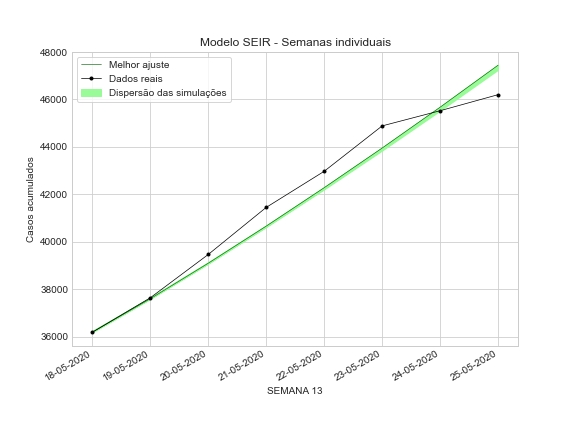 Modelo SEIR - Semanas individuais
48000
46000
44000
42000
40000
38000
36000
Casos acumulados
Melhor ajuste
Dados reais
Dispersão das simulações
18-05-2020
19-05-2020
20-05-2020
21-05-2020
22-05-2020
23-05-2020
24-05-2020
25-05-2020
SEMANA 13